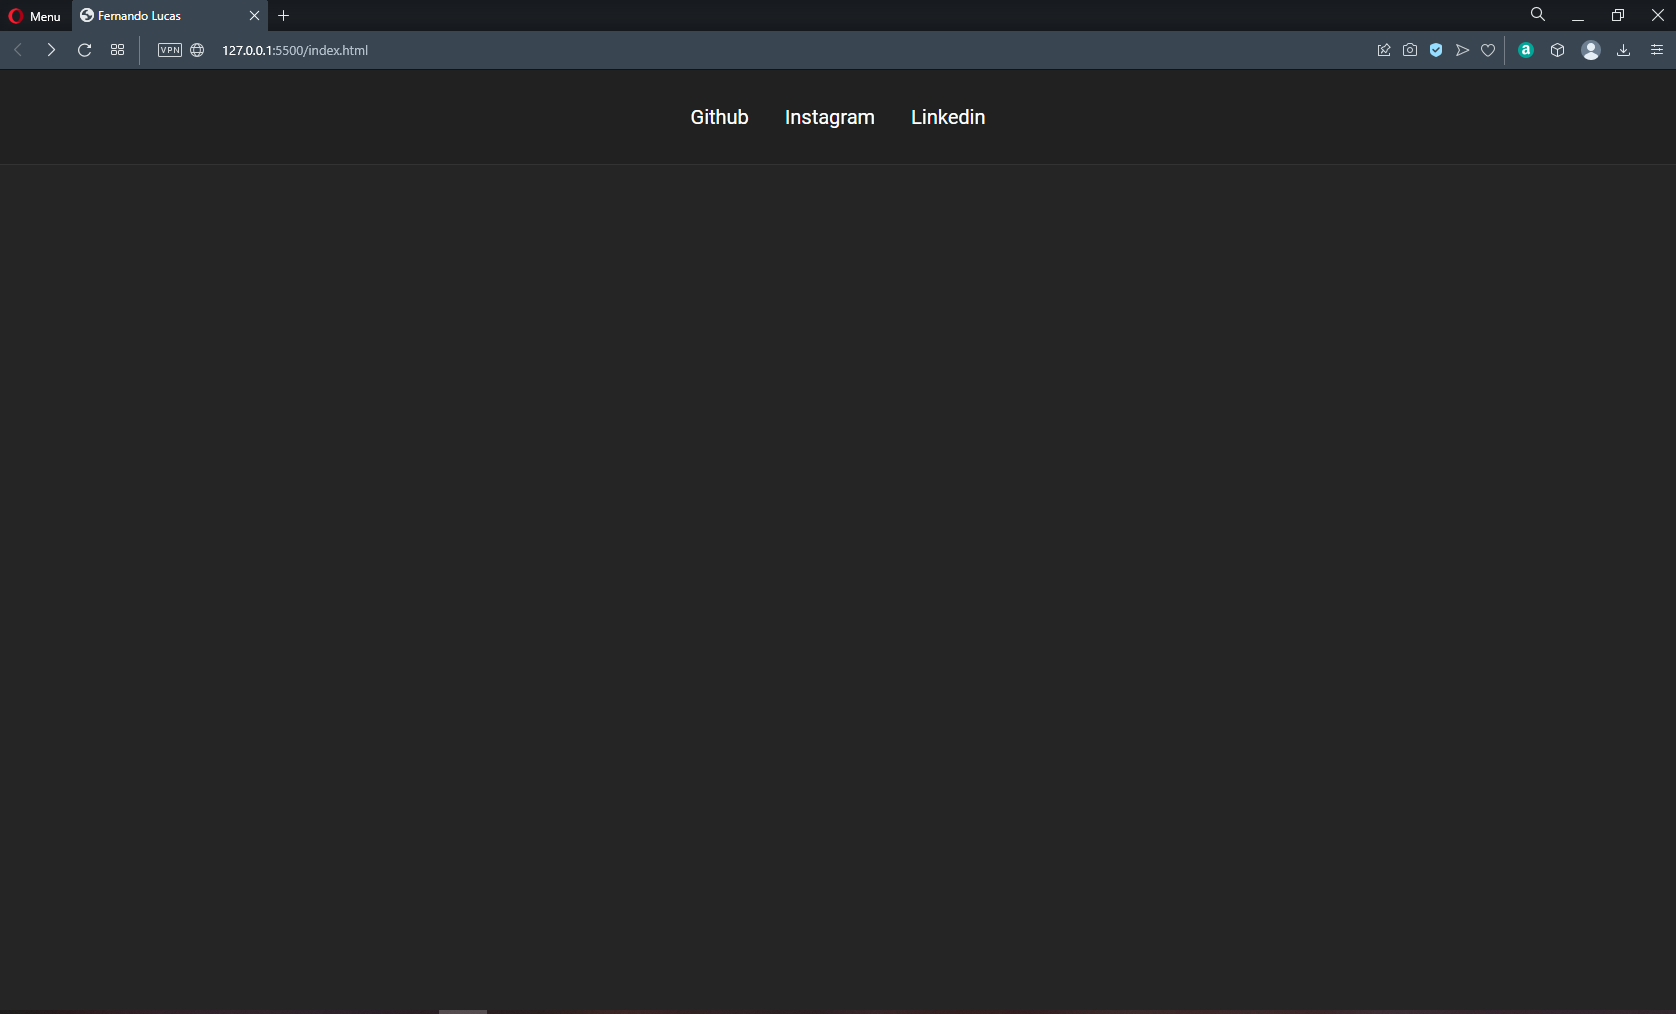 Menu
Fernando Lucas
VPN
127.0.0.1:5500/index.html
a
Github Instagram Linkedin